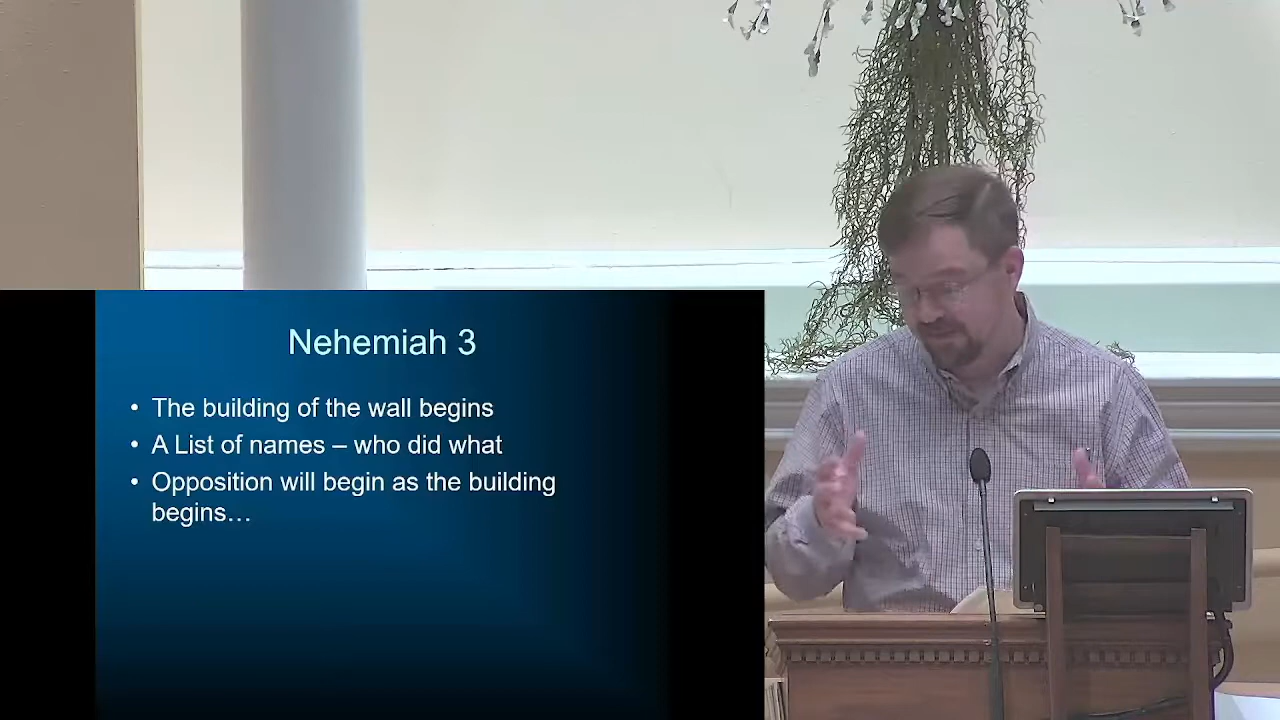 Nehemiah 3
• The building of the wall begins
• A List of names – who did what
• Opposition will begin as the building
begins…